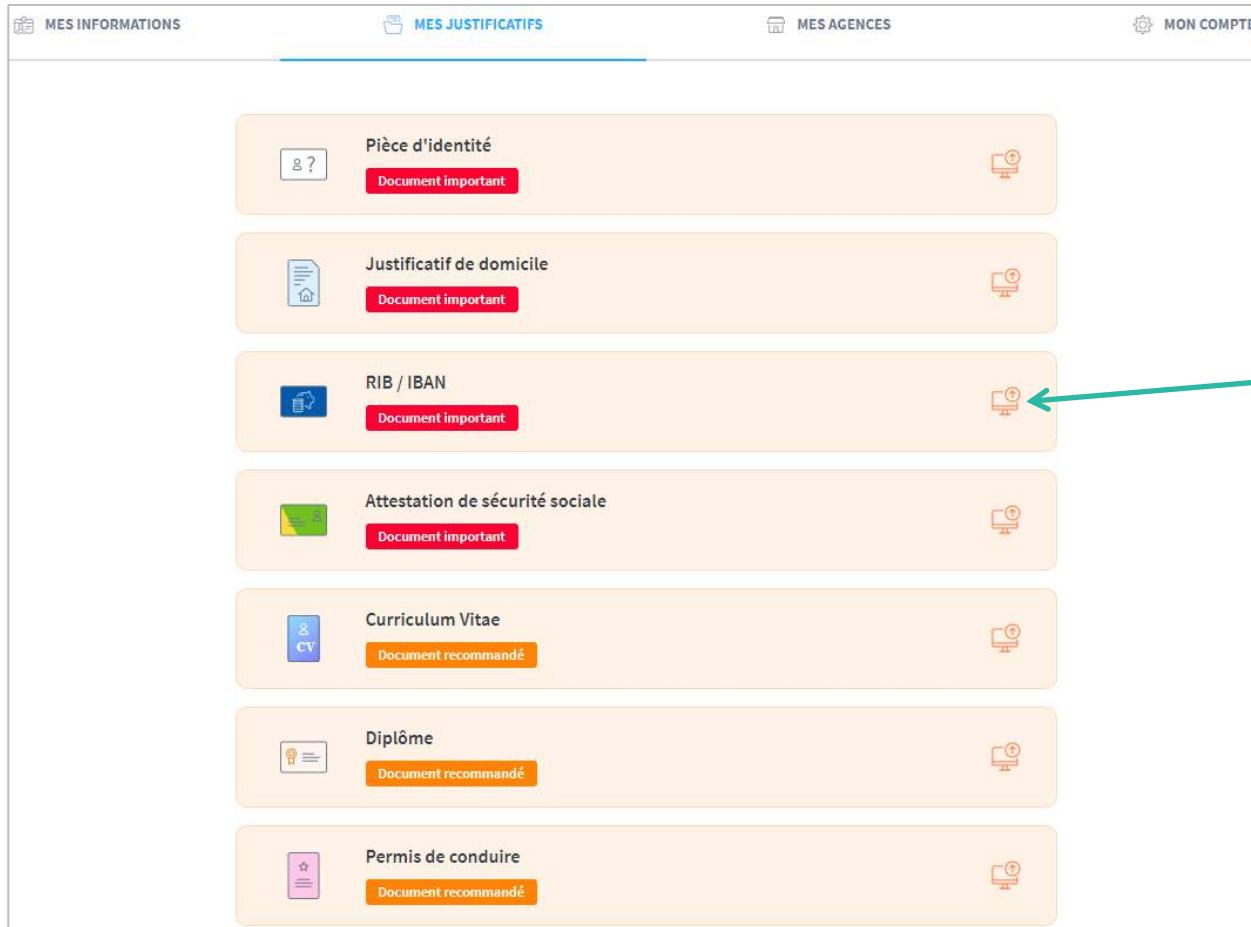 MES INFORMATIONS
MES JUSTIFICATIFS
MES AGENCES
MON COMPTE
Pièce d'identité
Document important
Justificatif de domicile
Document important
RIB / IBAN
Document important
Attestation de sécurité sociale
Document important
CV
Curriculum Vitae
Document recommandé
Diplôme
Document recommandé
Permis de conduire
Document recommandé